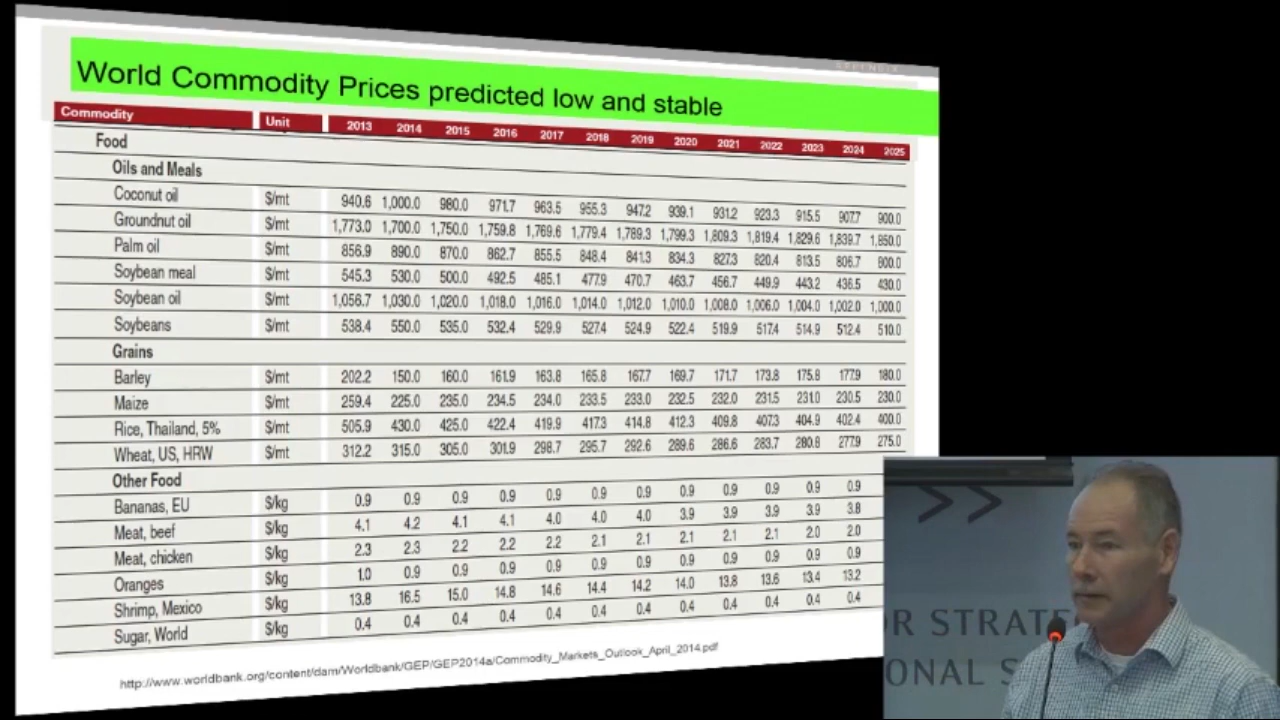 World Commodity Prices predicted low and stable
Commodity Unit 2013 2014 2015 2016 2017 2018 2019 2020 2021 2022 2023 2024 2025
Food
Oils and Meals
Coconut oil $/mt 940.6 1,000.0 980.0 971.7 963.5 955.3 947.2 939.1 931.2 923.3 915.5 907.7 900.0
Groundnut oil $/mt 1,773.0 1,700.0 1,750.0 1,759.8 1,769.6 1,779.4 1,789.3 1,799.3 1,809.3 1,819.4 1,829.6 1,839.7 1,850.0
Palm oil $/mt 856.9 890.0 870.0 862.7 855.5 848.4 841.3 834.3 827.3 820.4 813.5 806.7 800.0
Soybean meal $/mt 545.3 530.0 500.0 492.5 485.1 477.9 470.7 463.7 456.7 449.9 443.2 436.5 430.0
Soybean oil $/mt 1,056.7 1,030.0 1,020.0 1,018.0 1,016.0 1,014.0 1,012.0 1,010.0 1,008.0 1,006.0 1,004.0 1,002.0 1,000.0
Soybeans $/mt 538.4 550.0 535.0 532.4 529.9 527.4 524.9 522.4 519.9 517.4 514.9 512.4 510.0
Grains
Barley $/mt 202.2 150.0 160.0 161.9 163.8 165.8 167.7 169.7 171.7 173.8 175.8 177.9 180.0
Maize $/mt 259.4 225.0 235.0 234.5 234.0 233.5 233.0 232.5 232.0 231.5 231.0 230.5 230.0
Rice, Thailand, 5% $/mt 505.9 430.0 425.0 422.4 419.9 417.3 414.8 412.3 409.8 407.3 404.9 402.4 400.0
Wheat, US, HRW $/mt 312.2 315.0 305.0 301.9 298.7 295.7 292.6 289.6 286.6 283.7 280.8 277.9 275.0
Other Food
Bananas, EU $/kg 0.9 0.9 0.9 0.9 0.9 0.9 0.9 0.9 0.9 0.9 0.9 0.9
Meat, beef $/kg 4.1 4.2 4.1 4.1 4.0 4.0 4.0 3.9 3.9 3.9 3.9 3.8
Meat, chicken $/kg 2.3 2.3 2.2 2.2 2.2 2.1 2.1 2.1 2.1 2.1 2.0 2.0
Oranges $/kg 1.0 0.9 0.9 0.9 0.9 0.9 0.9 0.9 0.9 0.9 0.9 0.9
Shrimp, Mexico $/kg 13.8 16.5 15.0 14.8 14.6 14.4 14.2 14.0 13.8 13.6 13.4 13.2
Sugar, World $/kg 0.4 0.4 0.4 0.4 0.4 0.4 0.4 0.4 0.4 0.4 0.4 0.4
http://www.worldbank.org/content/dam/Worldbank/GEP/GEP2014a/Commodity_Markets_Outlook_April_2014.pdf
>>
OR STRATE
ONAL S